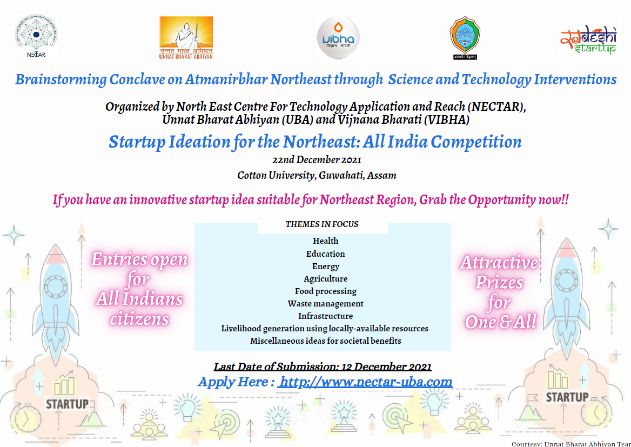 NECTAR
उन्नत भारत अभियान
UNNAT BHARAT ABHIYAN
VIBHA
विज्ञान भारती
स्वdeshi
startup
Brainstorming Conclave on Atmanirbhar Northeast through Science and Technology Interventions
Organized by North East Centre For Technology Application and Reach (NECTAR),
Unnat Bharat Abhiyan (UBA) and Vijnana Bharati (VIBHA)
Startup Ideation for the Northeast: All India Competition
22nd December 2021
Cotton University, Guwahati, Assam
If you have an innovative startup idea suitable for Northeast Region, Grab the Opportunity now!!
THEMES IN FOCUS
Health
Education
Energy
Agriculture
Food processing
Waste management
Infrastructure
Livelihood generation using locally-available resources
Miscellaneous ideas for societal benefits
Entries open
for
All Indians
citizens
Attractive
Prizes
for
One & All
Last Date of Submission: 12 December 2021
Apply Here : http://www.nectar-uba.com
STARTUP
STARTUP
Courtesy: Unnat Bharat Abhiyan Tea